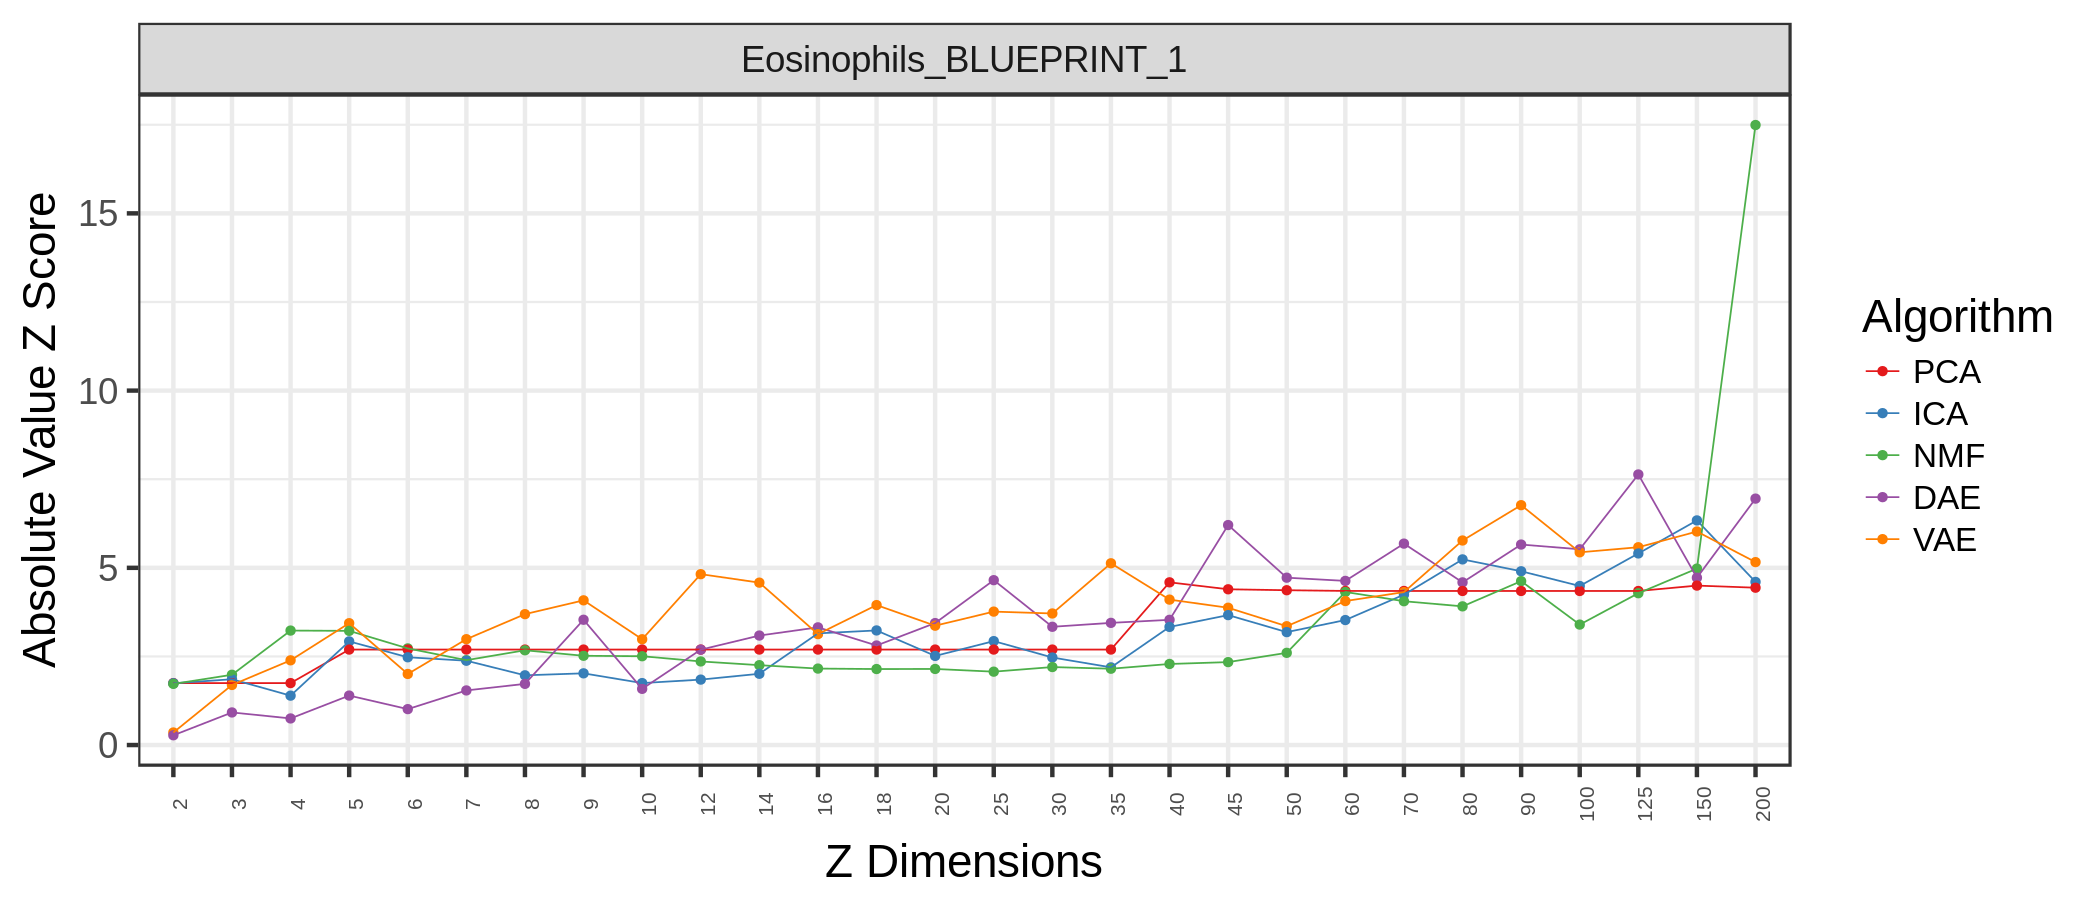 Eosinophils_BLUEPRINT_1
Absolute Value Z Score
15
10
5
0
2 3 4 5 6 7 8 9 10 12 14 16 18 20 25 30 35 40 45 50 60 70 80 90 100 125 150 200
Z Dimensions
Algorithm
PCA
ICA
NMF
DAE
VAE